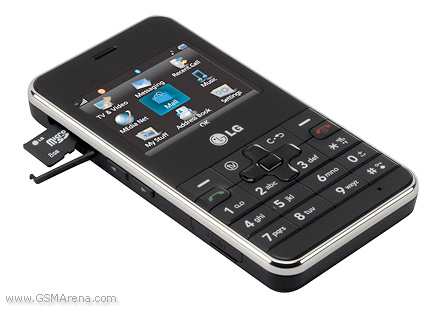 Messaging
Recent Call
TV & Video
Mail
Music
MEdia Net
Address Book
Settings
My Stuff
OK
LG
C
1
2 abc
3 def
4 ghi
5 jkl
6 mno
7 pqrs
8 tuv
9 wxyz
*
0 +
#
micro
SD
8GB
www.GSMArena.com